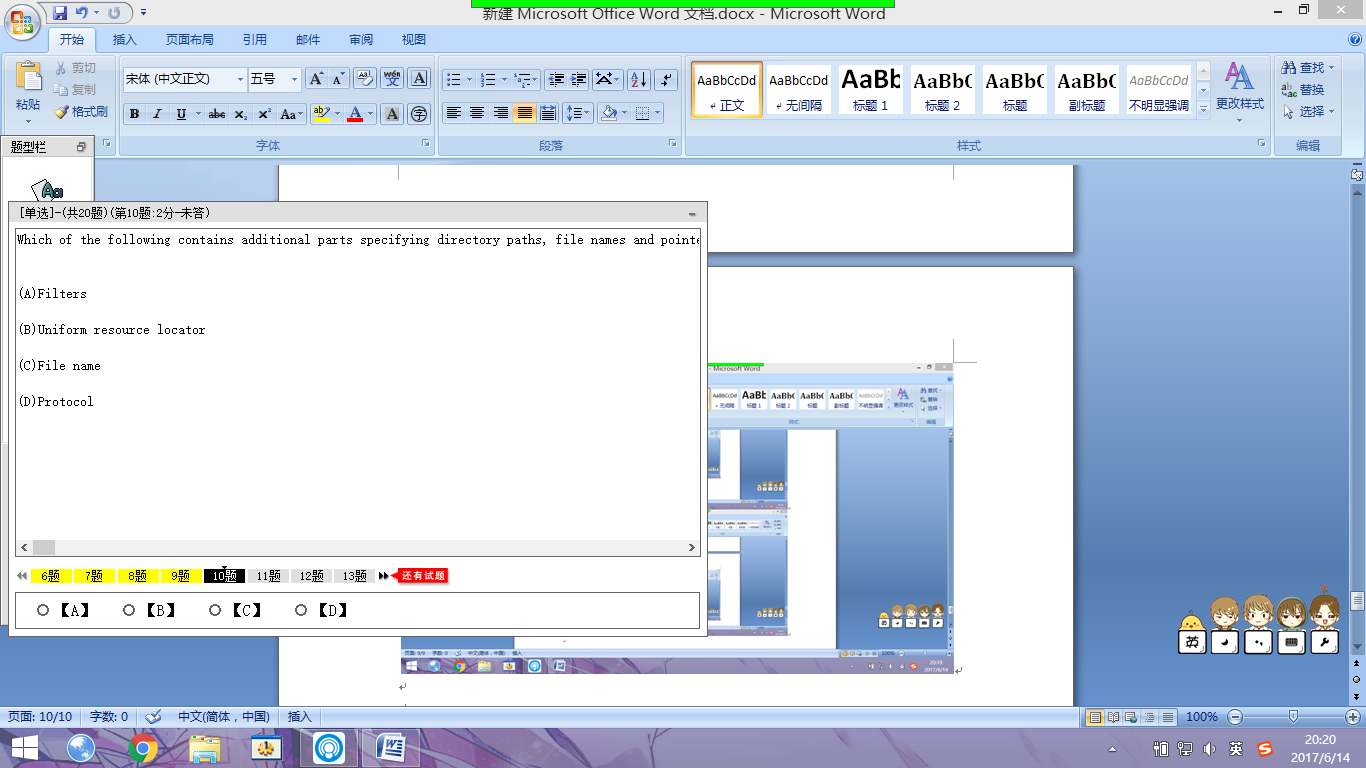 新建 Microsoft Office Word 文档.docx - Microsoft Word
开始 插入 页面布局 引用 邮件 审阅 视图
粘贴
剪切
复制
格式刷
宋体 (中文正文) 五号
字体
段落
AaBbCcDd AaBbCcDd AaBb AaBbC AaBbC AaBbC AaBbCcDd
正文 无间隔 标题 1 标题 2 标题 副标题 不明显强调
更改样式
样式
查找
替换
选择
编辑
题型栏
[单选]-(共20题)(第10题:2分-未答)
Which of the following contains additional parts specifying directory paths, file names and pointe
(A)Filters
(B)Uniform resource locator
(C)File name
(D)Protocol
6题 7题 8题 9题 10题 11题 12题 13题 还有试题
【A】 【B】 【C】 【D】
- Microsoft Word
英
页面: 10/10 字数: 0 中文(简体，中国) 插入 100%
英 20:20
2017/6/14